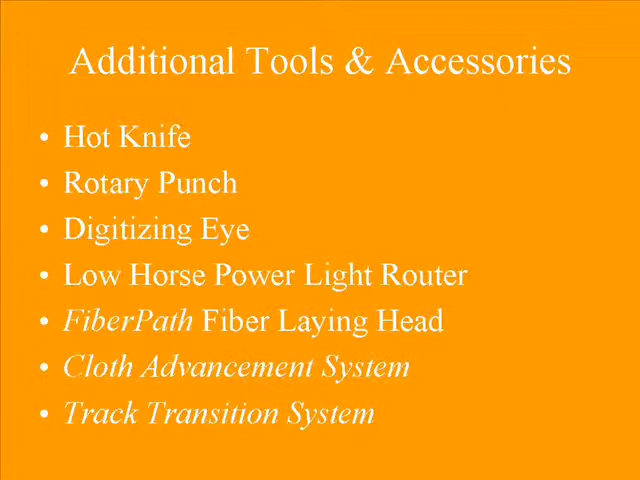 Additional Tools & Accessories
• Hot Knife
• Rotary Punch
• Digitizing Eye
• Low Horse Power Light Router
• FiberPath Fiber Laying Head
• Cloth Advancement System
• Track Transition System